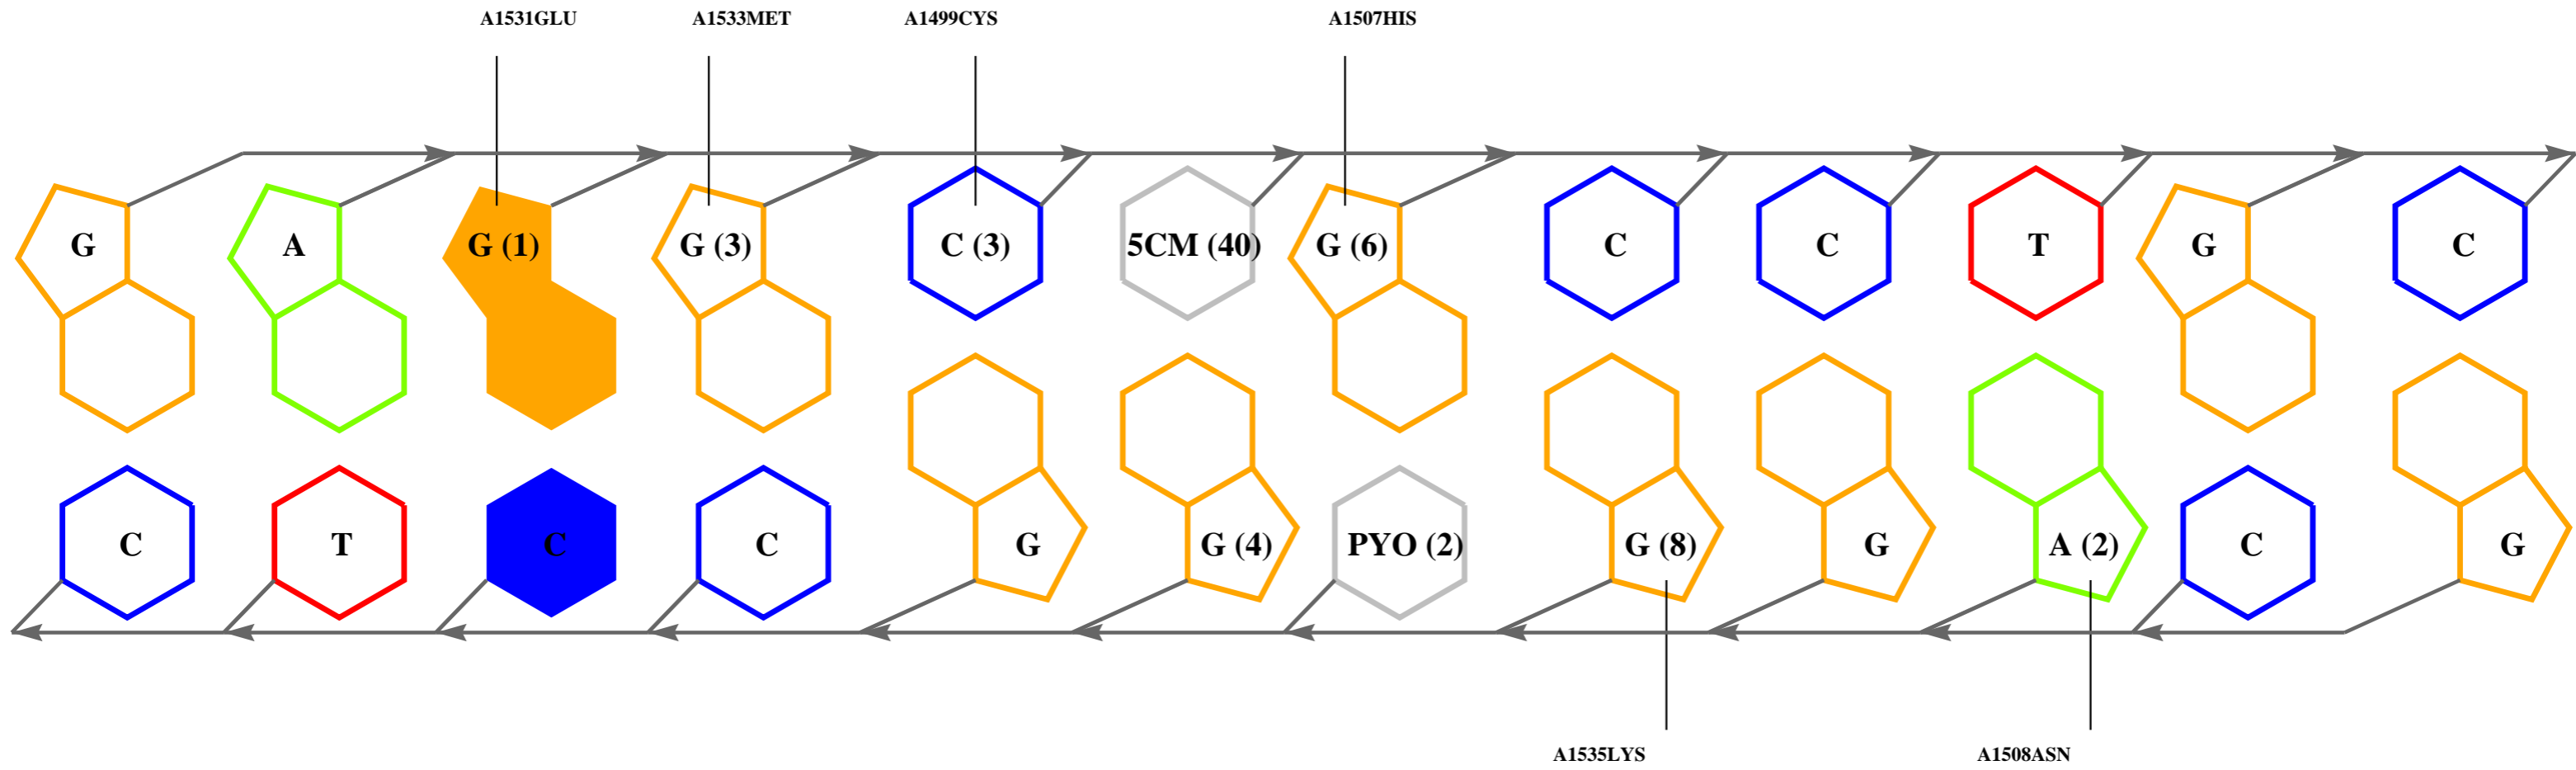 A1531GLU A1533MET A1499CYS A1507HIS
G A G (1) G (3) C (3) 5CM (40) G (6) C C T G C
C T C C G G (4) PYO (2) G (8) G A (2) C G
A1535LYS A1508ASN